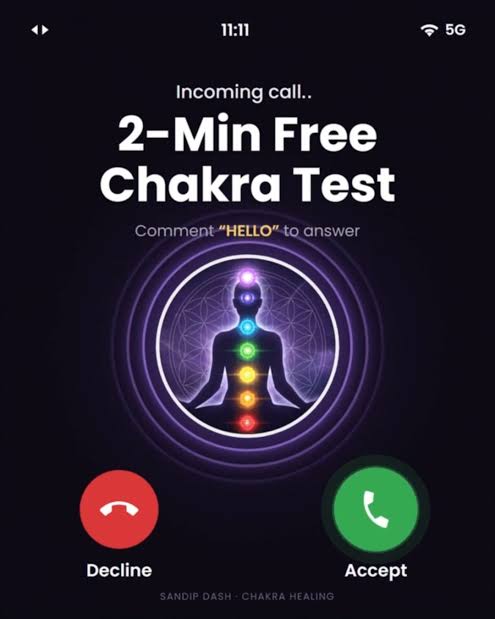 11:11
5G
Incoming call..
2-Min Free
Chakra Test
Comment “HELLO” to answer
Decline
Accept
SANDIP DASH · CHAKRA HEALING